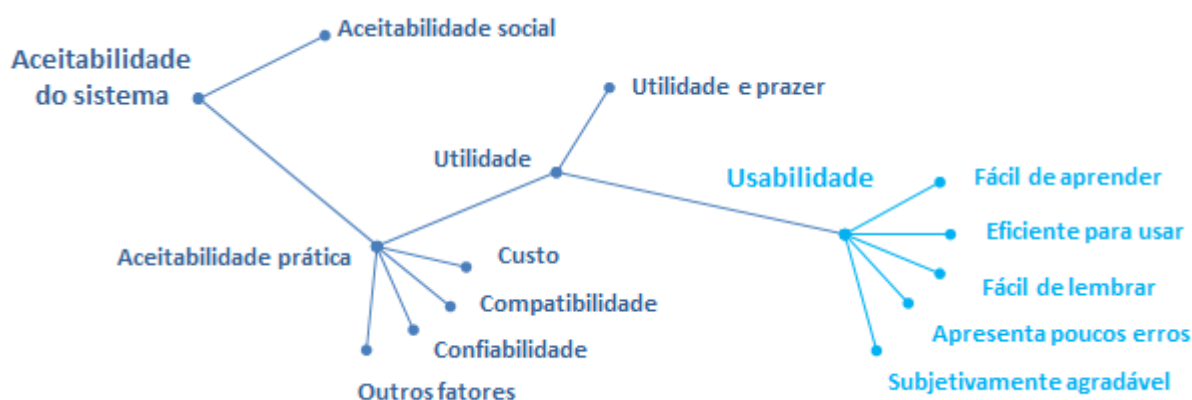 Aceitabilidade
do sistema
Aceitabilidade social
Utilidade e prazer
Utilidade
Usabilidade
Fácil de aprender
Eficiente para usar
Fácil de lembrar
Apresenta poucos erros
Subjetivamente agradável
Aceitabilidade prática
Custo
Compatibilidade
Confiabilidade
Outros fatores